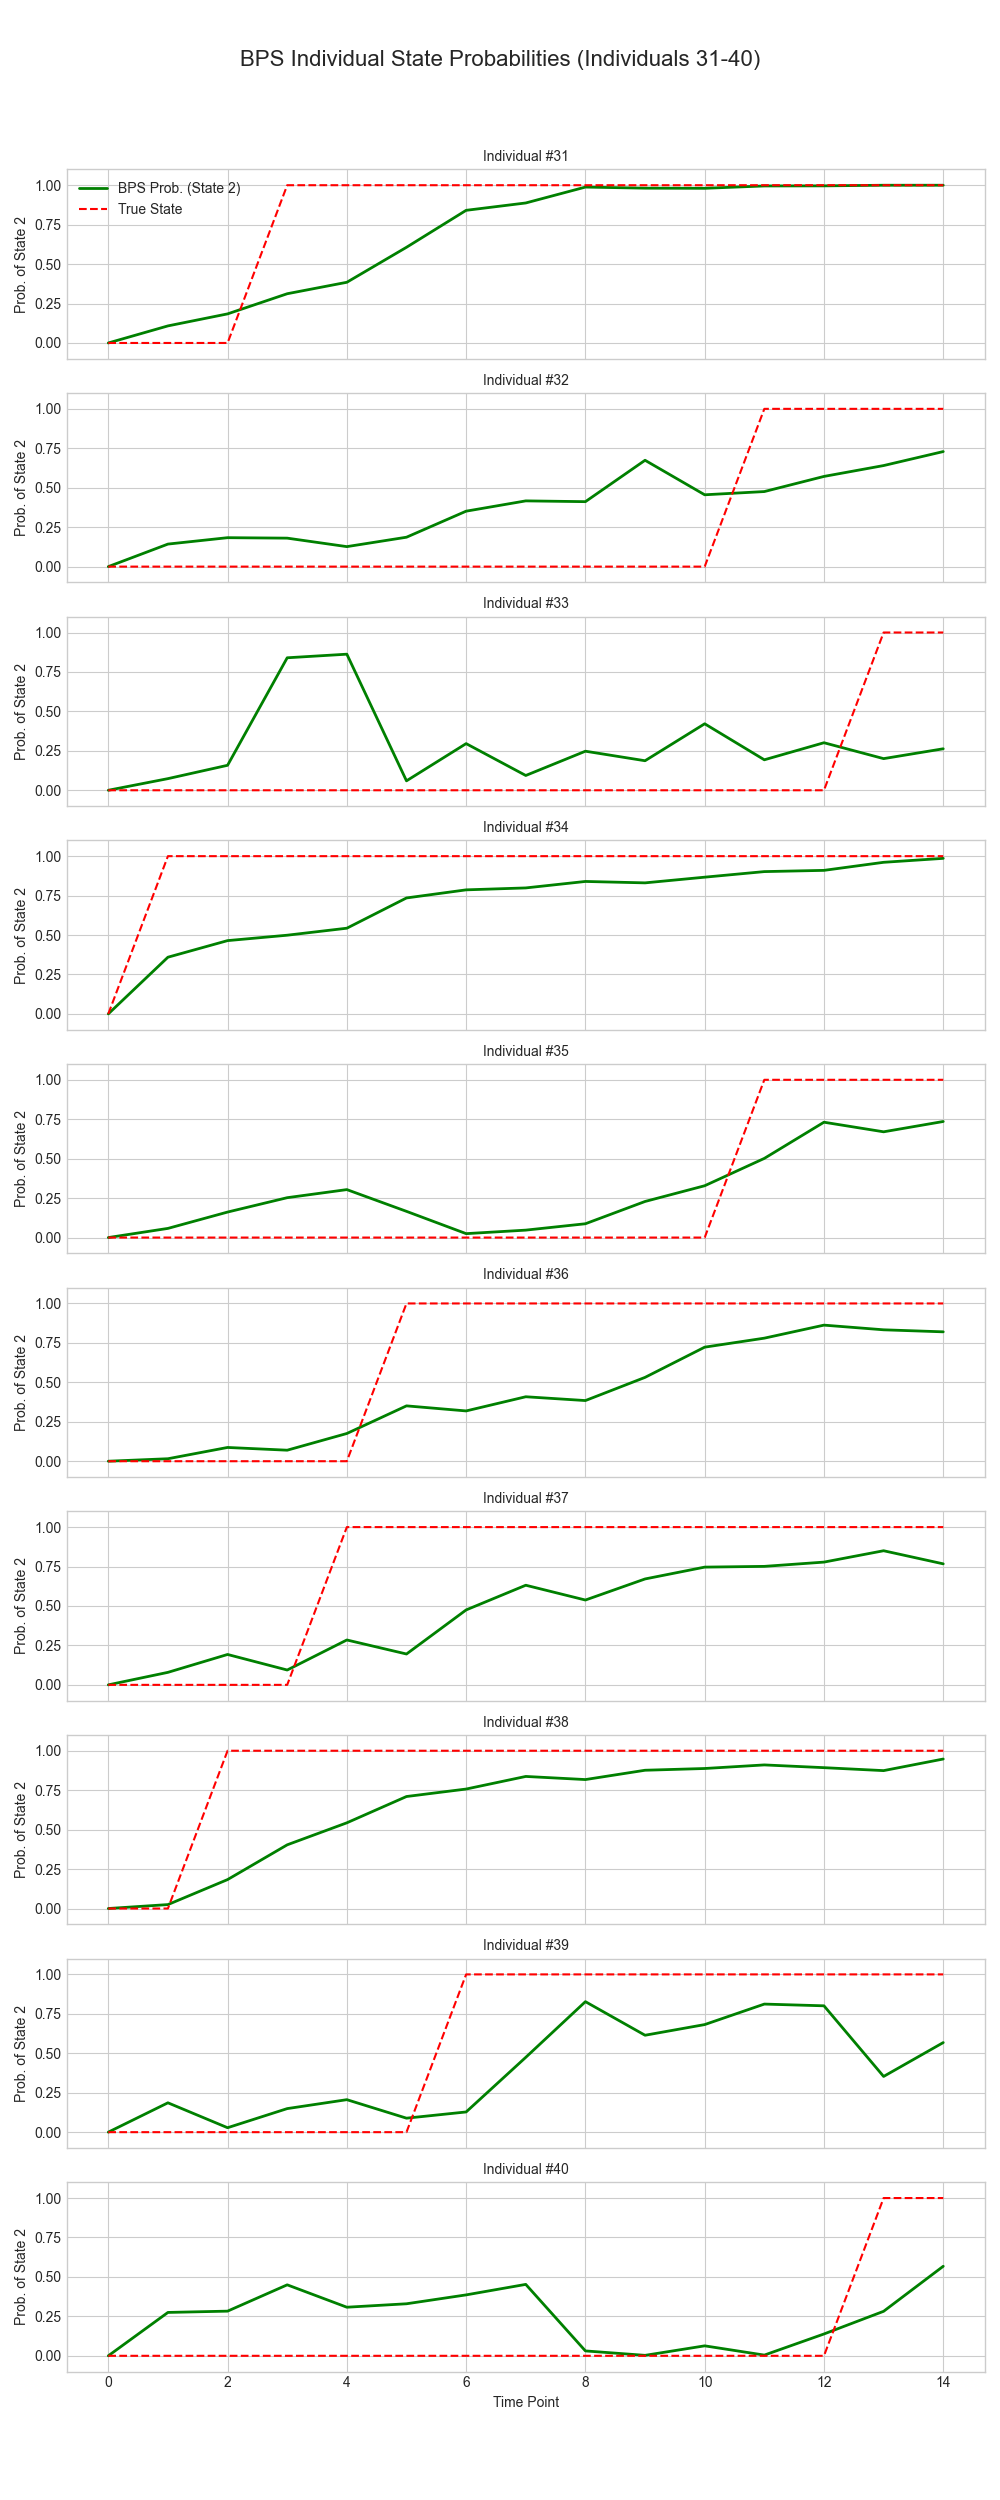 BPS Individual State Probabilities (Individuals 31-40)
Individual #31
BPS Prob. (State 2)
True State
Prob. of State 2
1.00
0.75
0.50
0.25
0.00
Individual #32
Prob. of State 2
1.00
0.75
0.50
0.25
0.00
Individual #33
Prob. of State 2
1.00
0.75
0.50
0.25
0.00
Individual #34
Prob. of State 2
1.00
0.75
0.50
0.25
0.00
Individual #35
Prob. of State 2
1.00
0.75
0.50
0.25
0.00
Individual #36
Prob. of State 2
1.00
0.75
0.50
0.25
0.00
Individual #37
Prob. of State 2
1.00
0.75
0.50
0.25
0.00
Individual #38
Prob. of State 2
1.00
0.75
0.50
0.25
0.00
Individual #39
Prob. of State 2
1.00
0.75
0.50
0.25
0.00
Individual #40
Prob. of State 2
1.00
0.75
0.50
0.25
0.00
0 2 4 6 8 10 12 14
Time Point